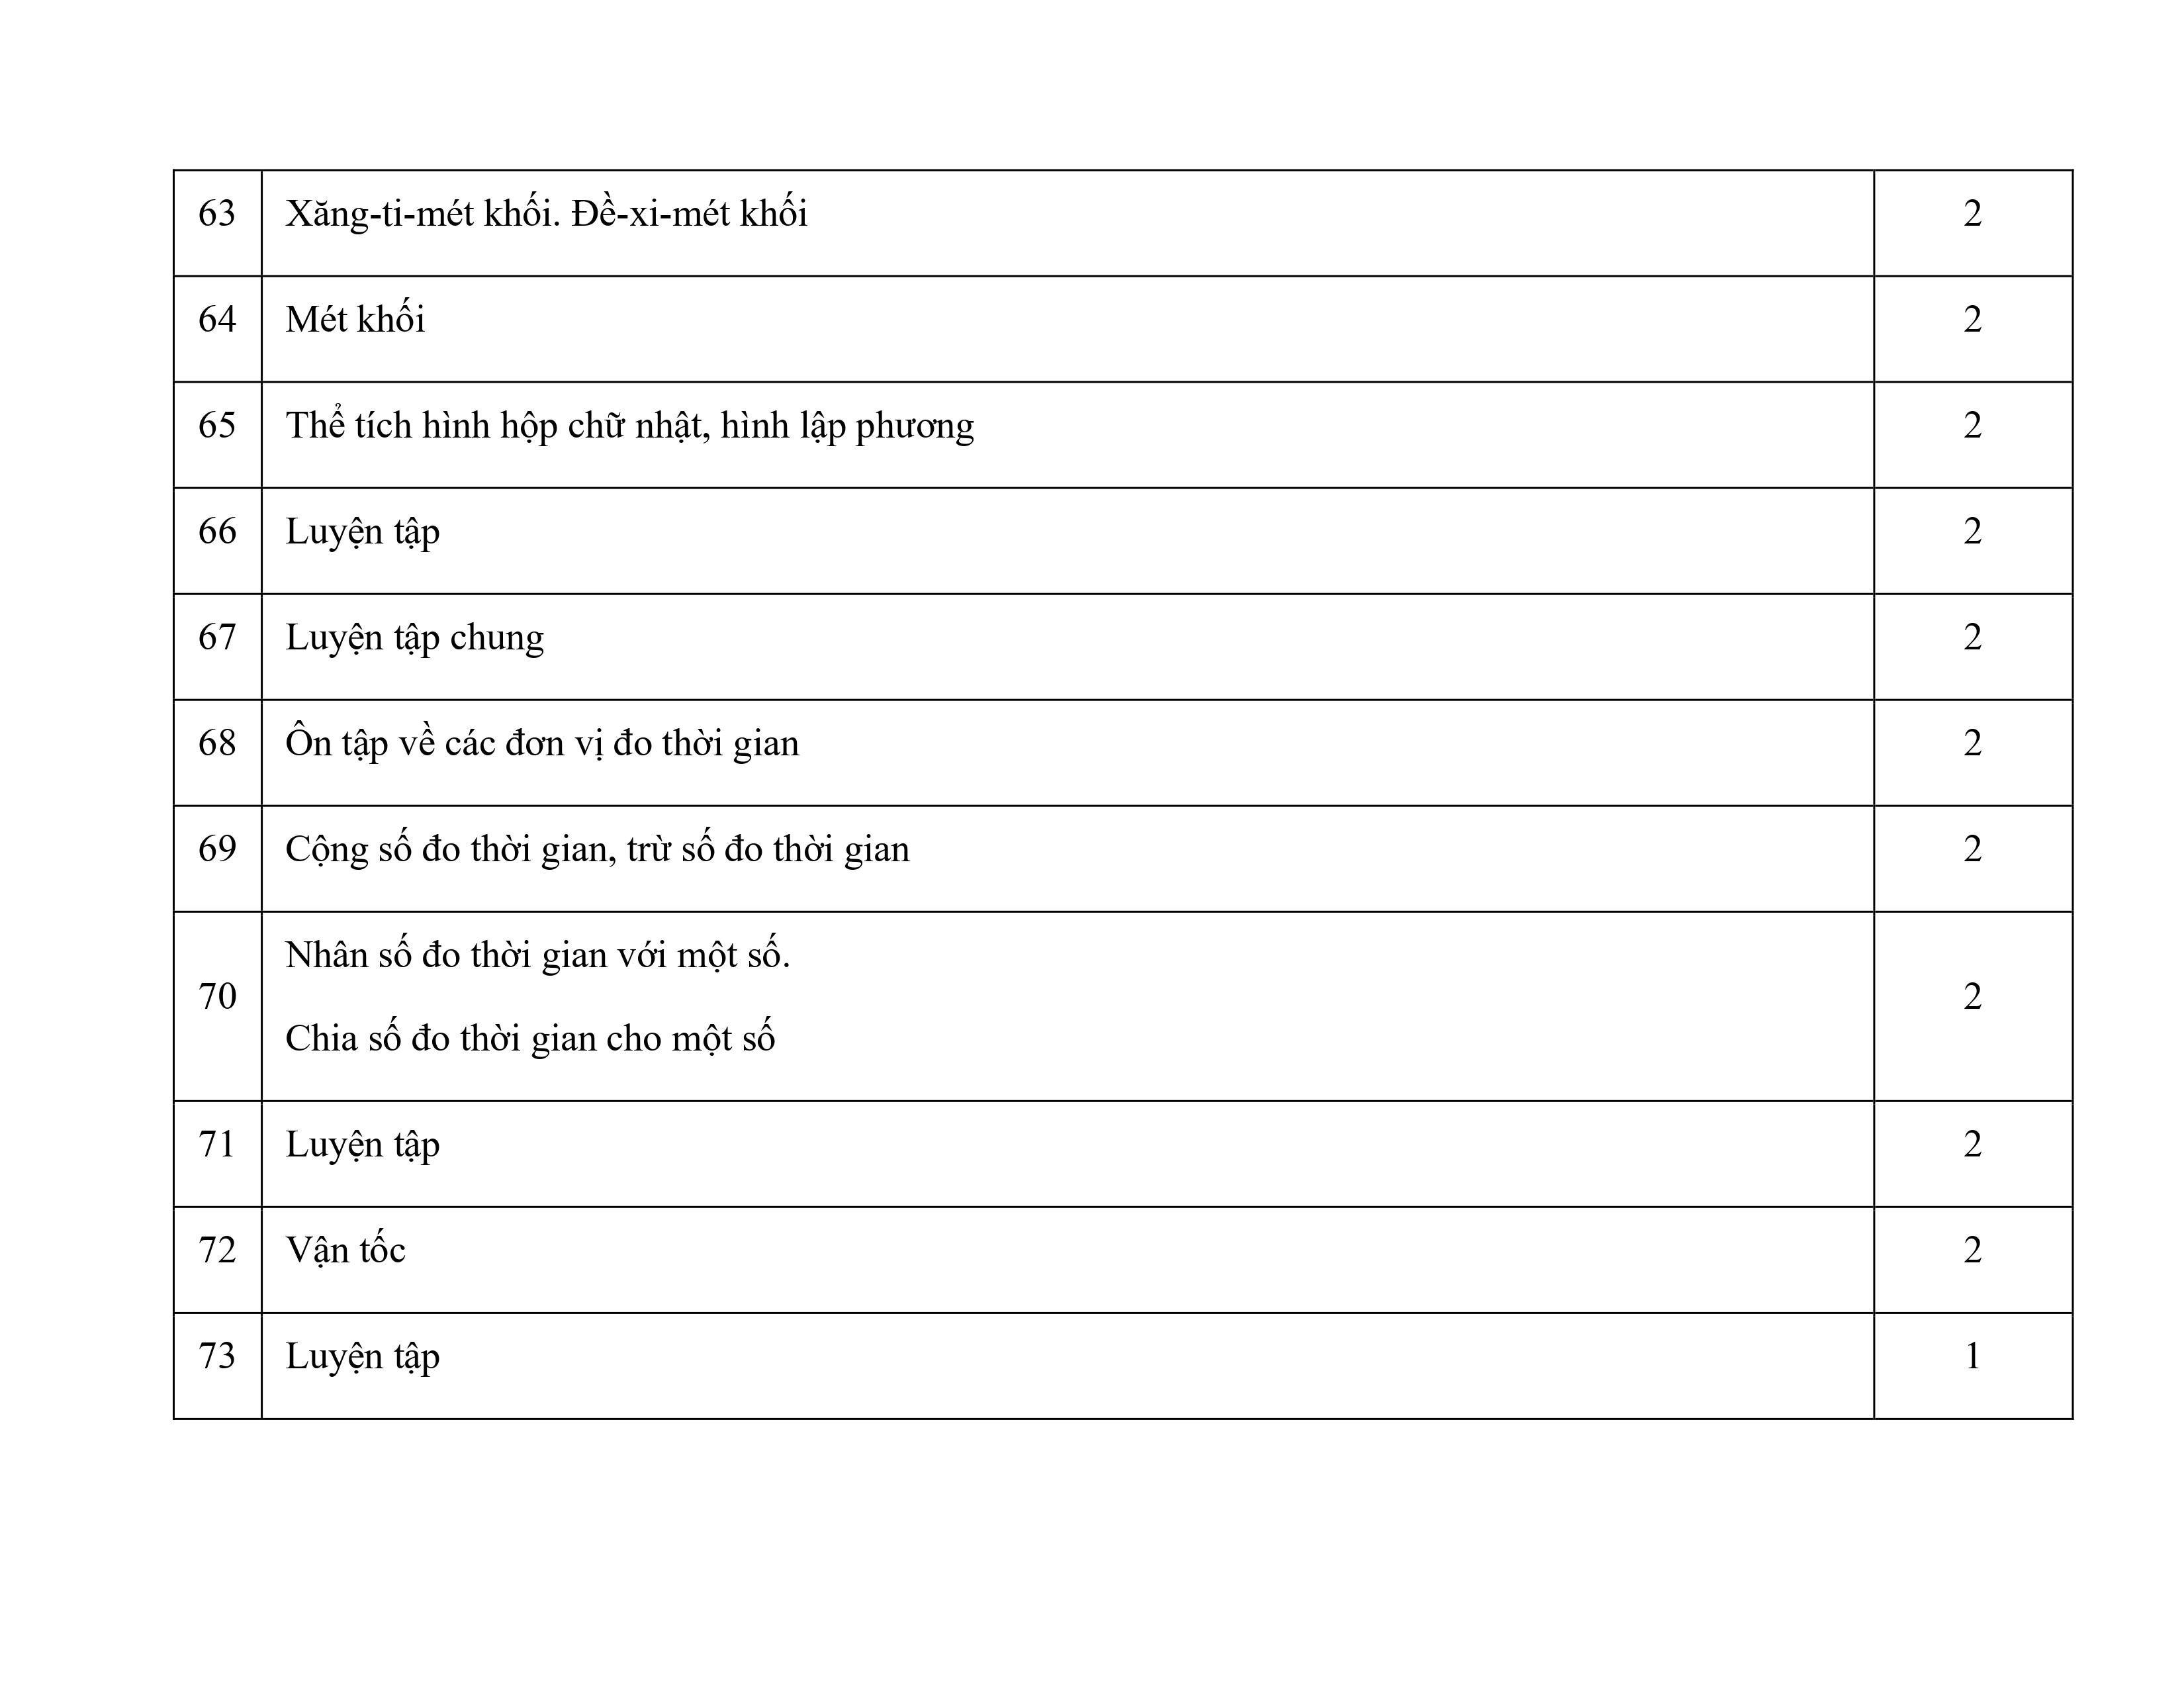 63 Xăng-ti-mét khối. Đề-xi-mét khối 2
64 Mét khối 2
65 Thể tích hình hộp chữ nhật, hình lập phương 2
66 Luyện tập 2
67 Luyện tập chung 2
68 Ôn tập về các đơn vị đo thời gian 2
69 Cộng số đo thời gian, trừ số đo thời gian 2
70 Nhân số đo thời gian với một số. 2
Chia số đo thời gian cho một số
71 Luyện tập 2
72 Vận tốc 2
73 Luyện tập 1